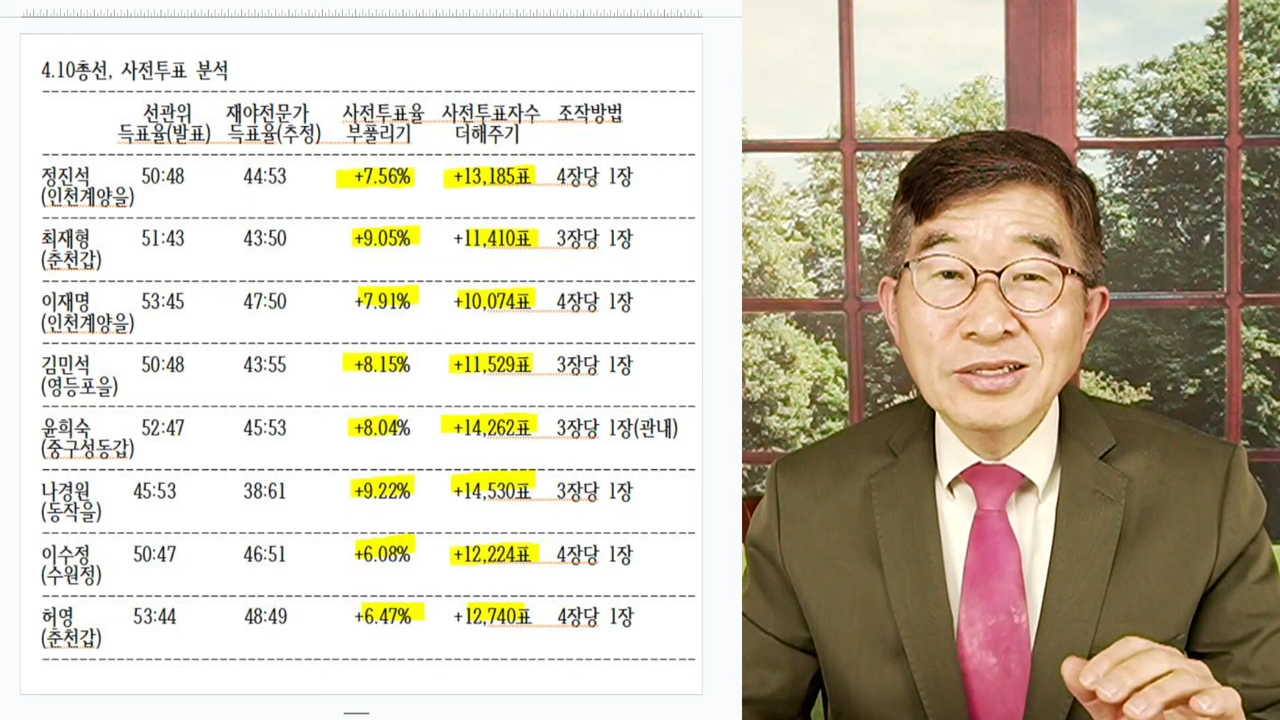 4.10총선, 사전투표 분석
선관위 재야전문가 사전투표율 사전투표자수 조작방법
득표율(발표) 득표율(추정) 부풀리기 더해주기
정진석 50:48 44:53 +7.56% +13,185표 4장당 1장
(인천계양을)
최재형 51:43 43:50 +9.05% +11,410표 3장당 1장
(춘천갑)
이재명 53:45 47:50 +7.91% +10,074표 4장당 1장
(인천계양을)
김민석 50:48 43:55 +8.15% +11,529표 3장당 1장
(영등포을)
윤희숙 52:47 45:53 +8.04% +14,262표 3장당 1장(관내)
(중구성동갑)
나경원 45:53 38:61 +9.22% +14,530표 3장당 1장
(동작을)
이수정 50:47 46:51 +6.08% +12,224표 4장당 1장
(수원정)
허영 53:44 48:49 +6.47% +12,740표 4장당 1장
(춘천갑)